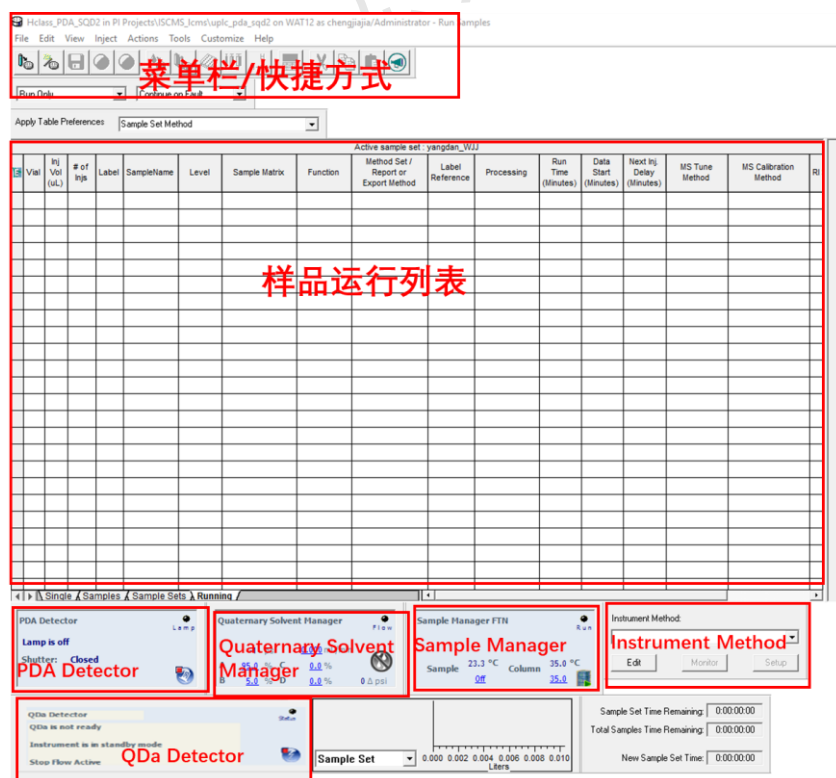 Hclass_PDA_SQD2 in PI Projects\ISCMS_lcms\uplc_pda_sqd2 on WAT12 as chengjiajia/Administrator - Run Samples
File Edit View Inject Actions Tools Customize Help
菜单栏/快捷方式
Run Only Continue on Fault
Apply Table Preferences Sample Set Method
Active sample set : yangdan_WJJ
Vial Inj Vol (uL) # of Injs Label SampleName Level Sample Matrix Function Method Set / Report or Export Method Label Reference Processing Run Time (Minutes) Data Start (Minutes) Next Inj. Delay (Minutes) MS Tune Method MS Calibration Method
样品运行列表
Single Samples Sample Sets Running
PDA Detector Lamp
Lamp is off
Shutter: Closed
PDA Detector
Quaternary Solvent Manager Flow
Quaternary Solvent Manager
95.0 % C 0.0 %
B 5.0 % D 0.0 % 0 Δ psi
Sample Manager FTN Run
Sample Manager
Sample 23.3 °C Column 35.0 °C
Off 35.0
Instrument Method:
Instrument Method
Edit Monitor Setup
QDa Detector Status
QDa is not ready
Instrument is in standby mode
Stop Flow Active
QDa Detector
Sample Set
0.000 0.002 0.004 0.006 0.008 0.010
Liters
Sample Set Time Remaining: 0:00:00:00
Total Samples Time Remaining: 0:00:00:00
New Sample Set Time: 0:00:00:00